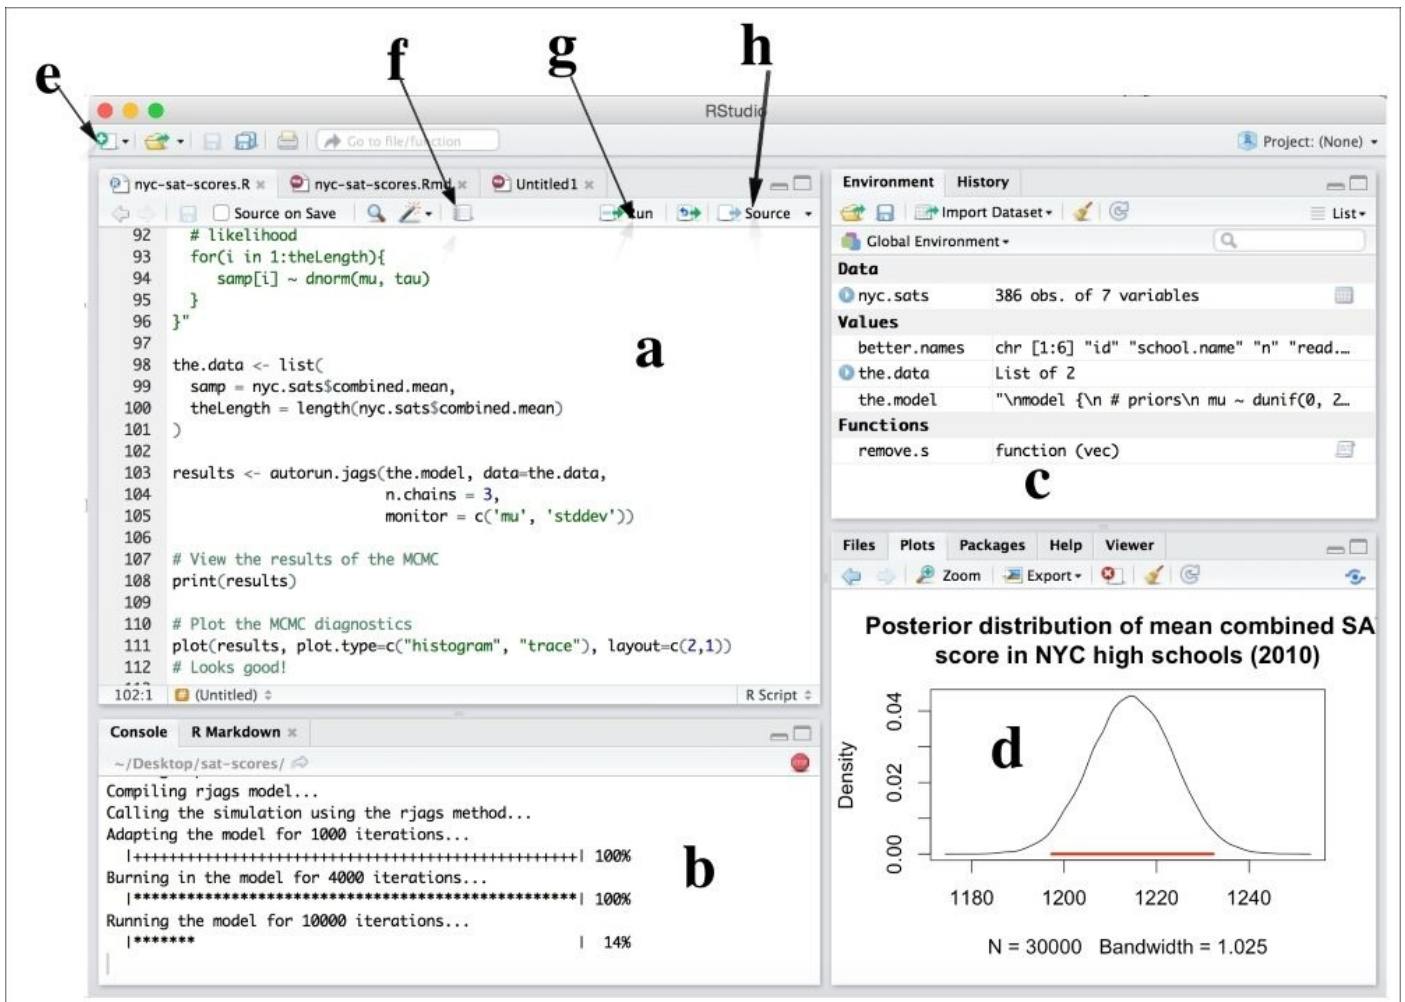 e
f
g
h
RStudio
Go to file/function
Project: (None)
nyc-sat-scores.R
nyc-sat-scores.Rmd
Untitled1
Source on Save
Run
Source
92 # likelihood
93 for(i in 1:theLength){
94 samp[i] ~ dnorm(mu, tau)
95 }
96 }"
97
98 the.data <- list(
99 samp = nyc.sats$combined.mean,
100 theLength = length(nyc.sats$combined.mean)
101 )
102
103 results <- autorun.jags(the.model, data=the.data,
104 n.chains = 3,
105 monitor = c('mu', 'stddev'))
106
107 # View the results of the MCMC
108 print(results)
109
110 # Plot the MCMC diagnostics
111 plot(results, plot.type=c("histogram", "trace"), layout=c(2,1))
112 # Looks good!
a
102:1 (Untitled) R Script
Console R Markdown
~/Desktop/sat-scores/
Compiling rjags model...
Calling the simulation using the rjags method...
Adapting the model for 1000 iterations...
|++++++++++++++++++++++++++++++++++++++++++++++++++| 100%
Burning in the model for 4000 iterations...
|**************************************************| 100%
Running the model for 10000 iterations...
|******* | 14%
b
Environment History
Import Dataset List
Global Environment
Data
nyc.sats 386 obs. of 7 variables
Values
better.names chr [1:6] "id" "school.name" "n" "read.…
the.data List of 2
the.model "\nmodel {\n # priors\n mu ~ dunif(0, 2…
Functions
remove.s function (vec)
c
Files Plots Packages Help Viewer
Zoom Export
Posterior distribution of mean combined SA
score in NYC high schools (2010)
d
Density
0.00 0.02 0.04
1180 1200 1220 1240
N = 30000 Bandwidth = 1.025